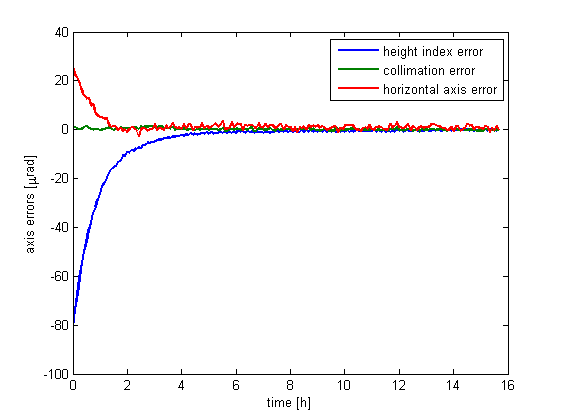 40
20
0
-20
-40
-60
-80
-100
axis errors [μrad]
height index error
collimation error
horizontal axis error
0 2 4 6 8 10 12 14 16
time [h]